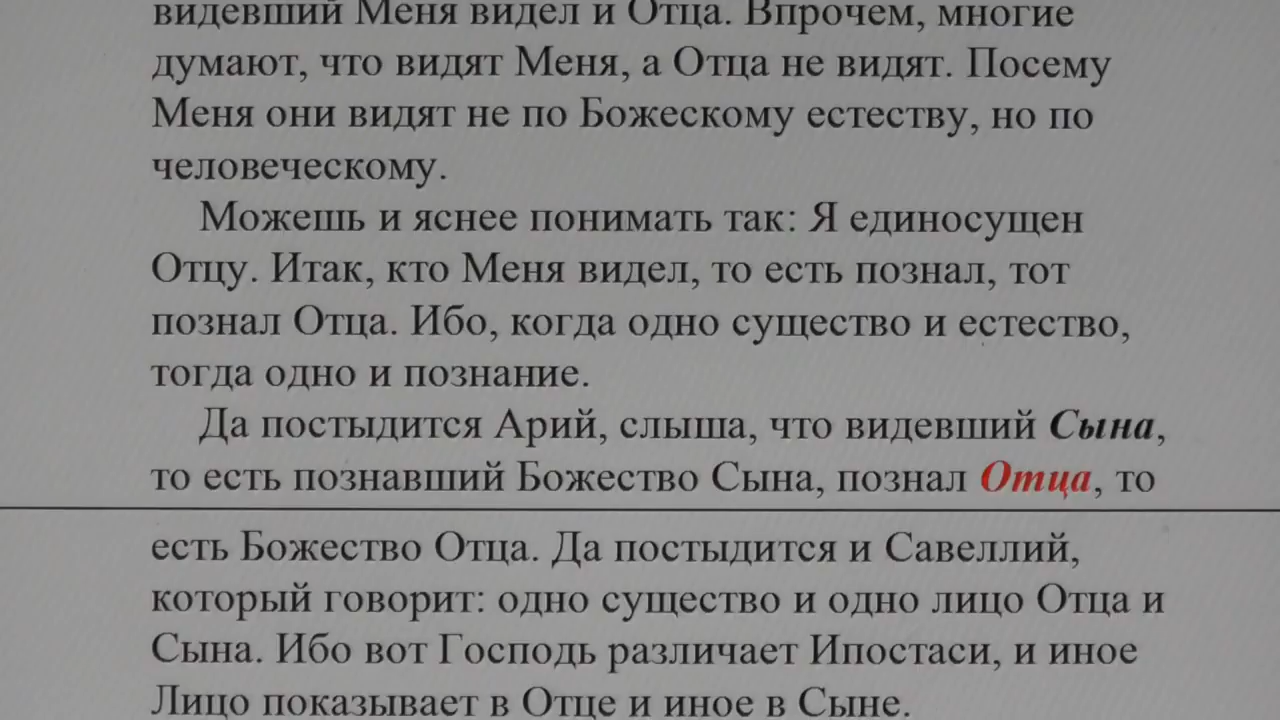 видевший Меня видел и Отца. Впрочем, многие
думают, что видят Меня, а Отца не видят. Посему
Меня они видят не по Божескому естеству, но по
человеческому.
Можешь и яснее понимать так: Я единосущен
Отцу. Итак, кто Меня видел, то есть познал, тот
познал Отца. Ибо, когда одно существо и естество,
тогда одно и познание.
Да постыдится Арий, слыша, что видевший Сына,
то есть познавший Божество Сына, познал Отца, то
есть Божество Отца. Да постыдится и Савеллий,
который говорит: одно существо и одно лицо Отца и
Сына. Ибо вот Господь различает Ипостаси, и иное
Лицо показывает в Отце и иное в Сыне.